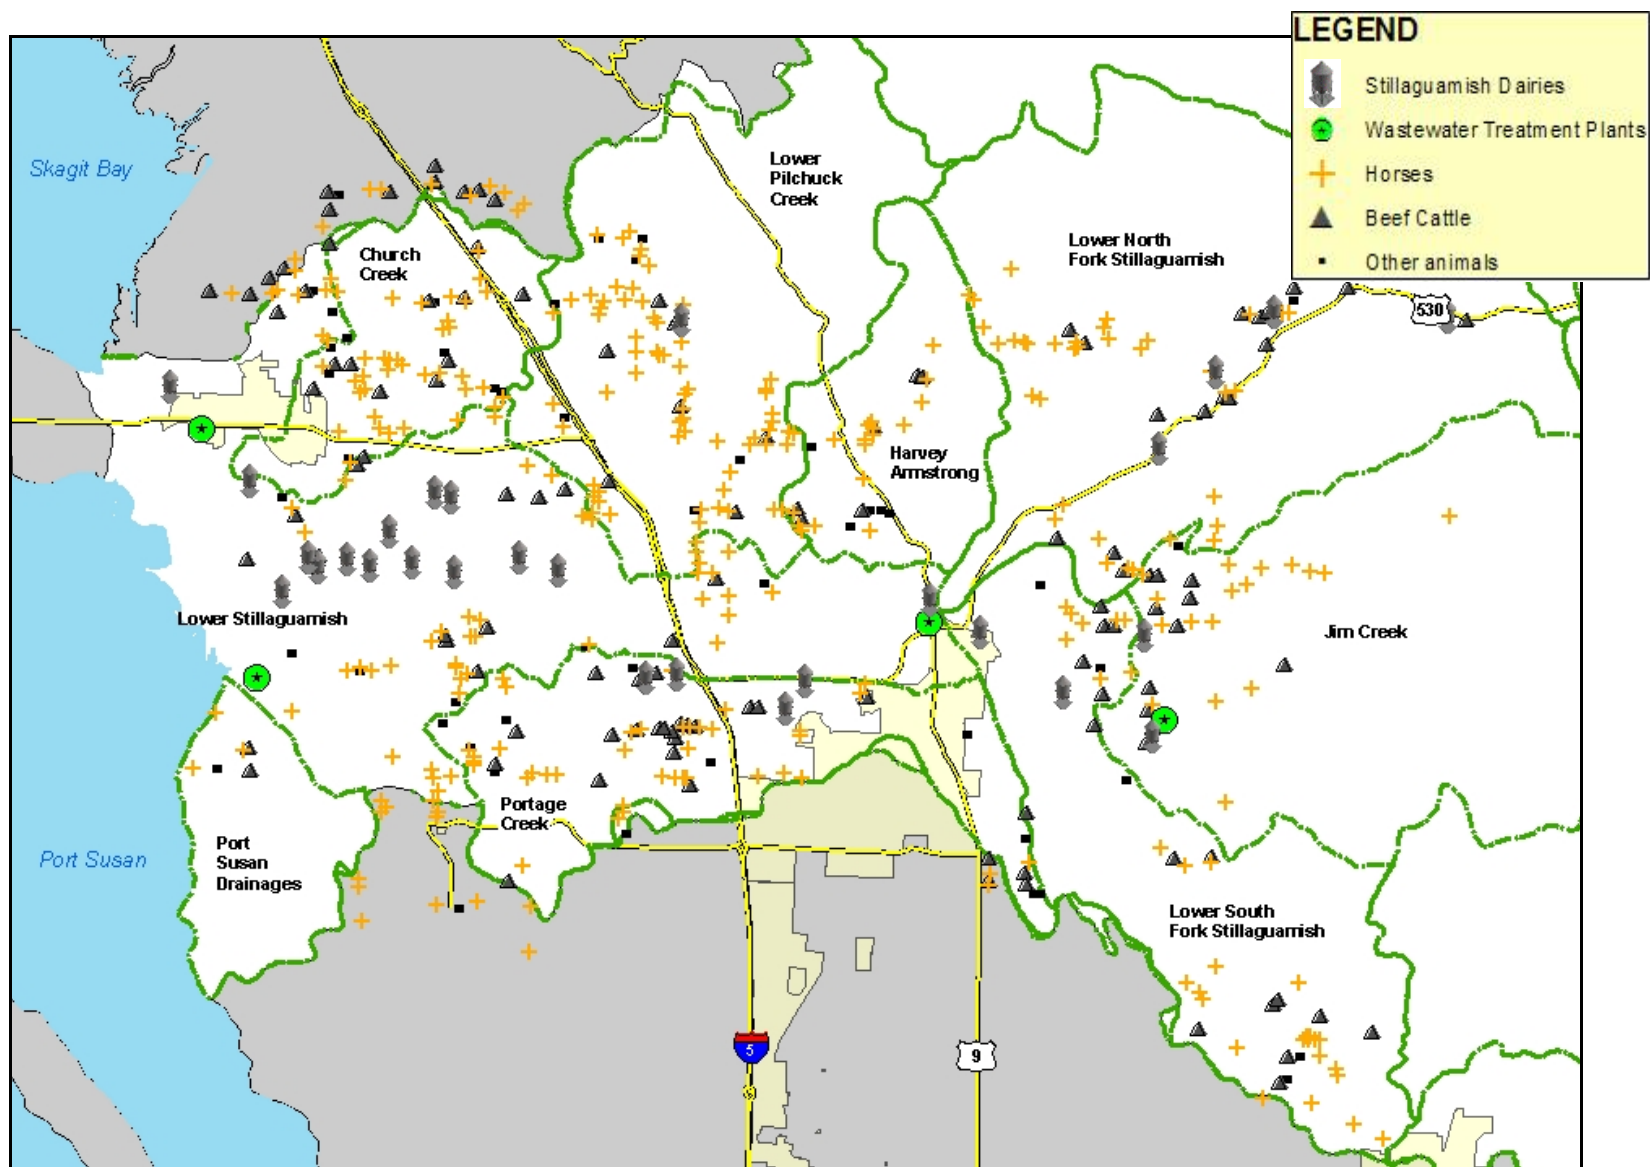 LEGEND
Stillaguamish Dairies
Wastewater Treatment Plants
Horses
Beef Cattle
Other animals
Skagit Bay
Lower
Pilchuck
Creek
Church
Creek
Lower North
Fork Stillaguamish
530
Harvey
Armstrong
Lower Stillaguamish
Jim Creek
Portage
Creek
Port
Susan
Drainages
Port Susan
Lower South
Fork Stillaguamish
5
9